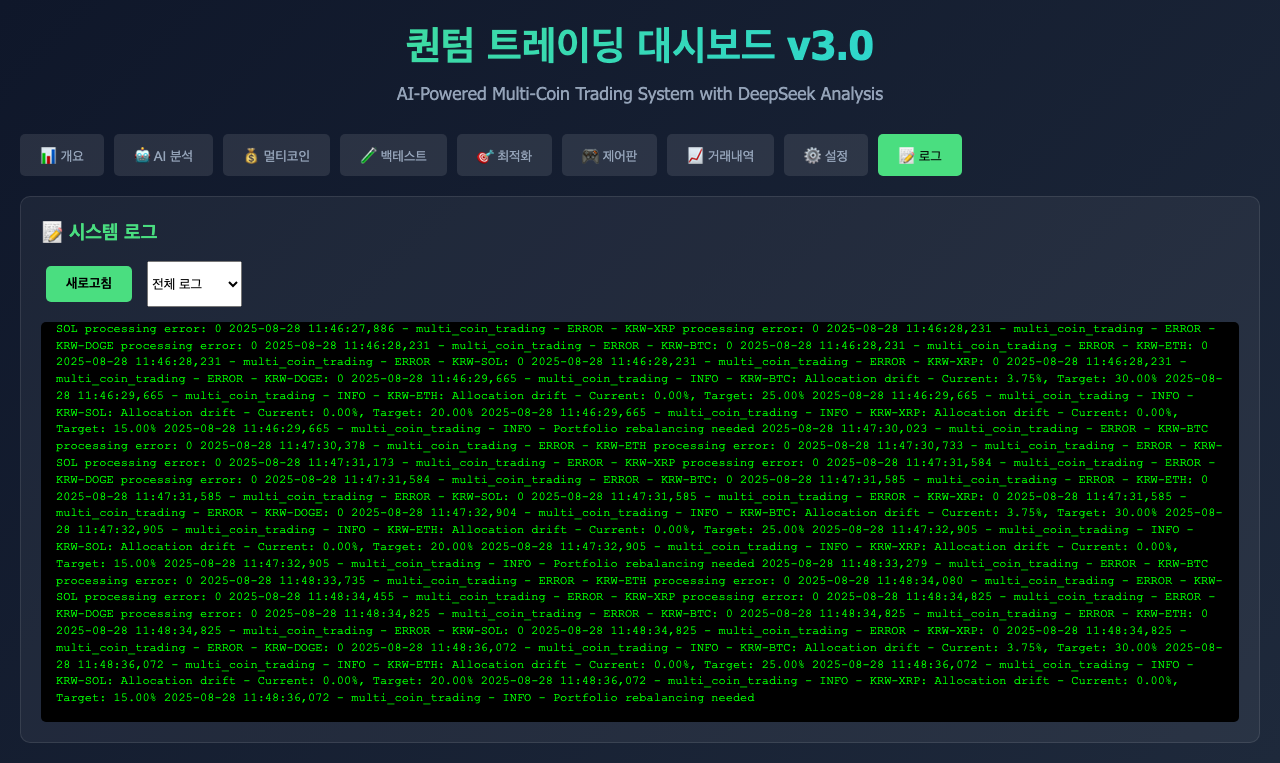 퀀텀 트레이딩 대시보드 v3.0
AI-Powered Multi-Coin Trading System with DeepSeek Analysis
📊 개요
🤖 AI 분석
💰 멀티코인
🧪 백테스트
🎯 최적화
🎮 제어판
📈 거래내역
⚙️ 설정
📝 로그
📝 시스템 로그
새로고침
전체 로그
SOL processing error: 0 2025-08-28 11:46:27,886 - multi_coin_trading - ERROR - KRW-XRP processing error: 0 2025-08-28 11:46:28,231 - multi_coin_trading - ERROR -
KRW-DOGE processing error: 0 2025-08-28 11:46:28,231 - multi_coin_trading - ERROR - KRW-BTC: 0 2025-08-28 11:46:28,231 - multi_coin_trading - ERROR - KRW-ETH: 0
2025-08-28 11:46:28,231 - multi_coin_trading - ERROR - KRW-SOL: 0 2025-08-28 11:46:28,231 - multi_coin_trading - ERROR - KRW-XRP: 0 2025-08-28 11:46:28,231
- multi_coin_trading - ERROR - KRW-DOGE: 0 2025-08-28 11:46:29,665 - multi_coin_trading - INFO - KRW-BTC: Allocation drift - Current: 3.75%, Target: 30.00% 2025-08-
28 11:46:29,665 - multi_coin_trading - INFO - KRW-ETH: Allocation drift - Current: 0.00%, Target: 25.00% 2025-08-28 11:46:29,665 - multi_coin_trading - INFO -
KRW-SOL: Allocation drift - Current: 0.00%, Target: 20.00% 2025-08-28 11:46:29,665 - multi_coin_trading - INFO - KRW-XRP: Allocation drift - Current: 0.00%,
Target: 15.00% 2025-08-28 11:46:29,665 - multi_coin_trading - INFO - Portfolio rebalancing needed 2025-08-28 11:47:30,023 - multi_coin_trading - ERROR - KRW-BTC
processing error: 0 2025-08-28 11:47:30,378 - multi_coin_trading - ERROR - KRW-ETH processing error: 0 2025-08-28 11:47:30,733 - multi_coin_trading - ERROR - KRW-
SOL processing error: 0 2025-08-28 11:47:31,173 - multi_coin_trading - ERROR - KRW-XRP processing error: 0 2025-08-28 11:47:31,584 - multi_coin_trading - ERROR -
KRW-DOGE processing error: 0 2025-08-28 11:47:31,584 - multi_coin_trading - ERROR - KRW-BTC: 0 2025-08-28 11:47:31,585 - multi_coin_trading - ERROR - KRW-ETH: 0
2025-08-28 11:47:31,585 - multi_coin_trading - ERROR - KRW-SOL: 0 2025-08-28 11:47:31,585 - multi_coin_trading - ERROR - KRW-XRP: 0 2025-08-28 11:47:31,585 -
multi_coin_trading - ERROR - KRW-DOGE: 0 2025-08-28 11:47:32,904 - multi_coin_trading - INFO - KRW-BTC: Allocation drift - Current: 3.75%, Target: 30.00% 2025-08-
28 11:47:32,905 - multi_coin_trading - INFO - KRW-ETH: Allocation drift - Current: 0.00%, Target: 25.00% 2025-08-28 11:47:32,905 - multi_coin_trading - INFO -
KRW-SOL: Allocation drift - Current: 0.00%, Target: 20.00% 2025-08-28 11:47:32,905 - multi_coin_trading - INFO - KRW-XRP: Allocation drift - Current: 0.00%,
Target: 15.00% 2025-08-28 11:47:32,905 - multi_coin_trading - INFO - Portfolio rebalancing needed 2025-08-28 11:48:33,279 - multi_coin_trading - ERROR - KRW-BTC
processing error: 0 2025-08-28 11:48:33,735 - multi_coin_trading - ERROR - KRW-ETH processing error: 0 2025-08-28 11:48:34,080 - multi_coin_trading - ERROR - KRW-
SOL processing error: 0 2025-08-28 11:48:34,455 - multi_coin_trading - ERROR - KRW-XRP processing error: 0 2025-08-28 11:48:34,825 - multi_coin_trading - ERROR -
KRW-DOGE processing error: 0 2025-08-28 11:48:34,825 - multi_coin_trading - ERROR - KRW-BTC: 0 2025-08-28 11:48:34,825 - multi_coin_trading - ERROR - KRW-ETH: 0
2025-08-28 11:48:34,825 - multi_coin_trading - ERROR - KRW-SOL: 0 2025-08-28 11:48:34,825 - multi_coin_trading - ERROR - KRW-XRP: 0 2025-08-28 11:48:34,825 -
multi_coin_trading - ERROR - KRW-DOGE: 0 2025-08-28 11:48:36,072 - multi_coin_trading - INFO - KRW-BTC: Allocation drift - Current: 3.75%, Target: 30.00% 2025-08-
28 11:48:36,072 - multi_coin_trading - INFO - KRW-ETH: Allocation drift - Current: 0.00%, Target: 25.00% 2025-08-28 11:48:36,072 - multi_coin_trading - INFO -
KRW-SOL: Allocation drift - Current: 0.00%, Target: 20.00% 2025-08-28 11:48:36,072 - multi_coin_trading - INFO - KRW-XRP: Allocation drift - Current: 0.00%,
Target: 15.00% 2025-08-28 11:48:36,072 - multi_coin_trading - INFO - Portfolio rebalancing needed